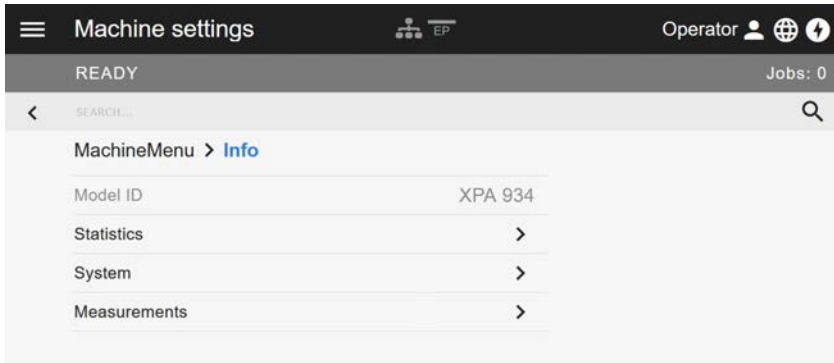 Machine settings EP Operator
READY Jobs: 0
SEARCH...
MachineMenu > Info
Model ID XPA 934
Statistics
System
Measurements